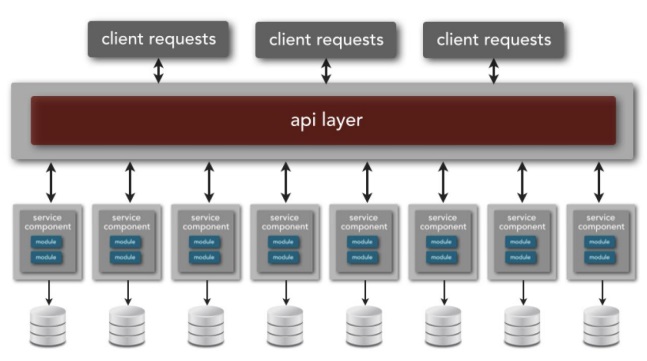 client requests
client requests
client requests
api layer
service
component
module
module
service
component
module
module
service
component
module
module
service
component
module
module
service
component
module
module
service
component
module
module
service
component
module
module
service
component
module
module